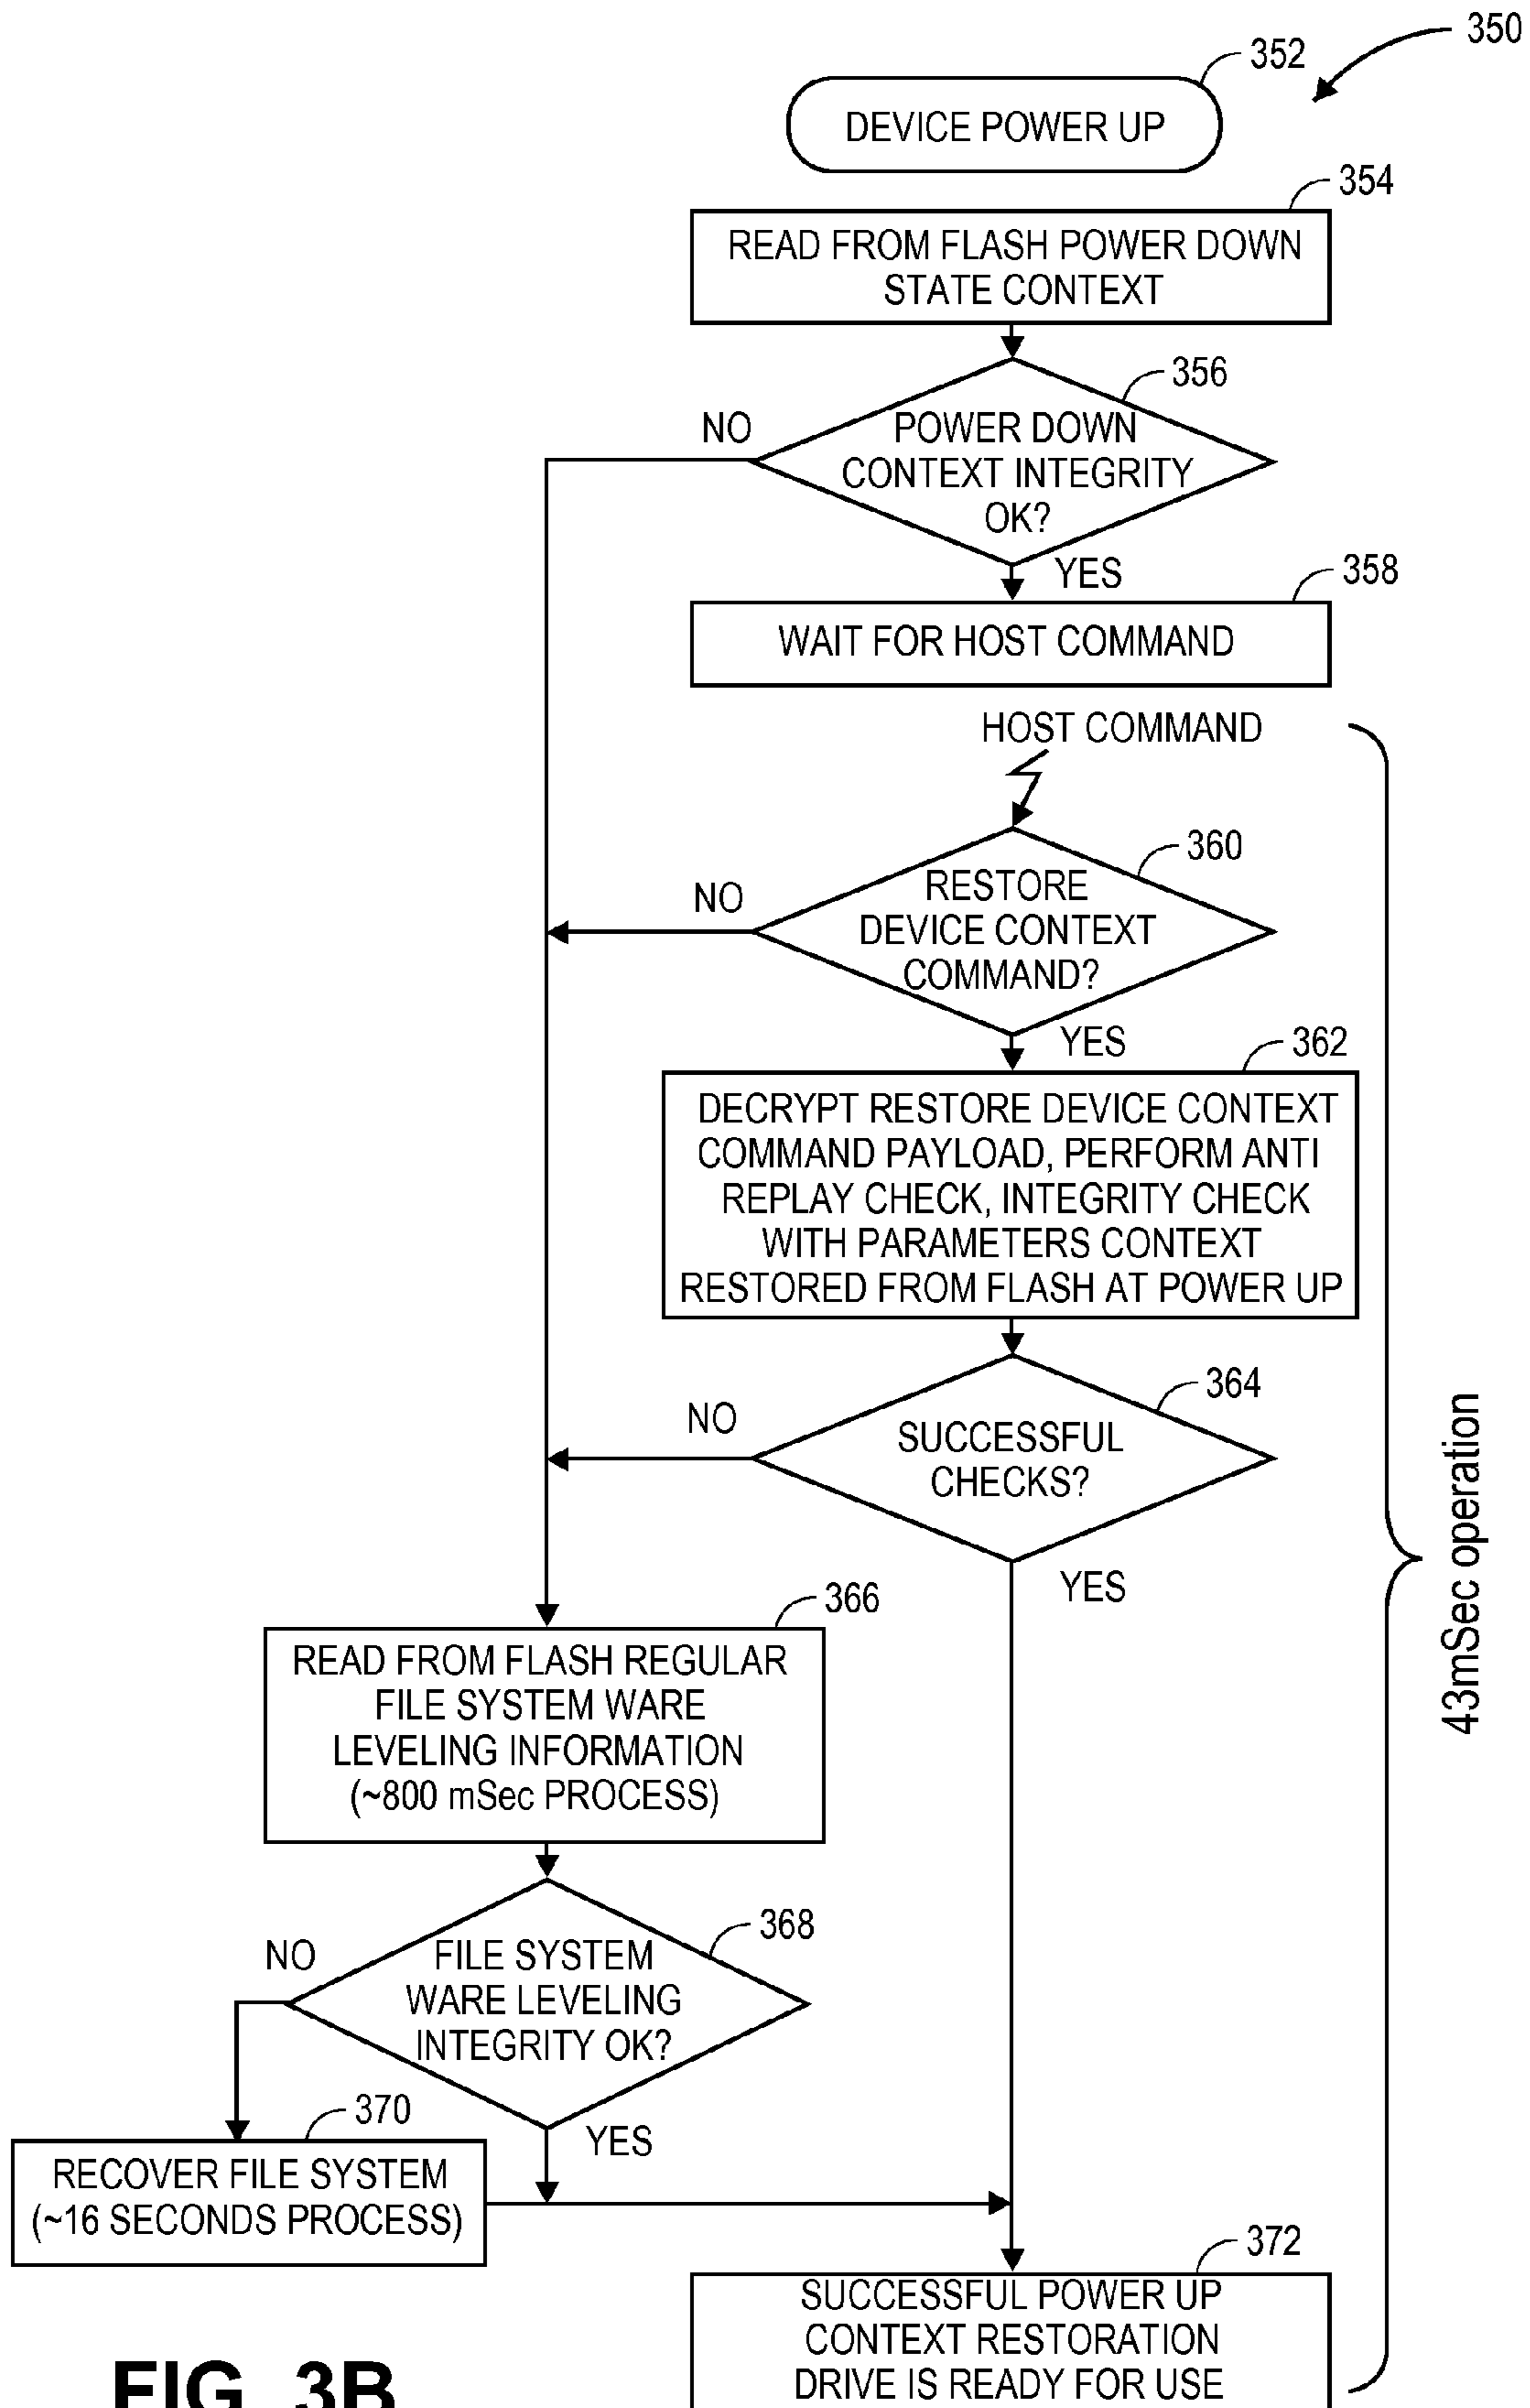 350
352
DEVICE POWER UP
354
READ FROM FLASH POWER DOWN
STATE CONTEXT
356
NO
POWER DOWN
CONTEXT INTEGRITY
OK?
YES
358
WAIT FOR HOST COMMAND
HOST COMMAND
360
NO
RESTORE
DEVICE CONTEXT
COMMAND?
YES
362
DECRYPT RESTORE DEVICE CONTEXT
COMMAND PAYLOAD, PERFORM ANTI
REPLAY CHECK, INTEGRITY CHECK
WITH PARAMETERS CONTEXT
RESTORED FROM FLASH AT POWER UP
364
NO
SUCCESSFUL
CHECKS?
YES
43mSec operation
366
READ FROM FLASH REGULAR
FILE SYSTEM WARE
LEVELING INFORMATION
(~800 mSec PROCESS)
368
NO
FILE SYSTEM
WARE LEVELING
INTEGRITY OK?
YES
370
RECOVER FILE SYSTEM
(~16 SECONDS PROCESS)
372
SUCCESSFUL POWER UP
CONTEXT RESTORATION
DRIVE IS READY FOR USE
FIG. 3B